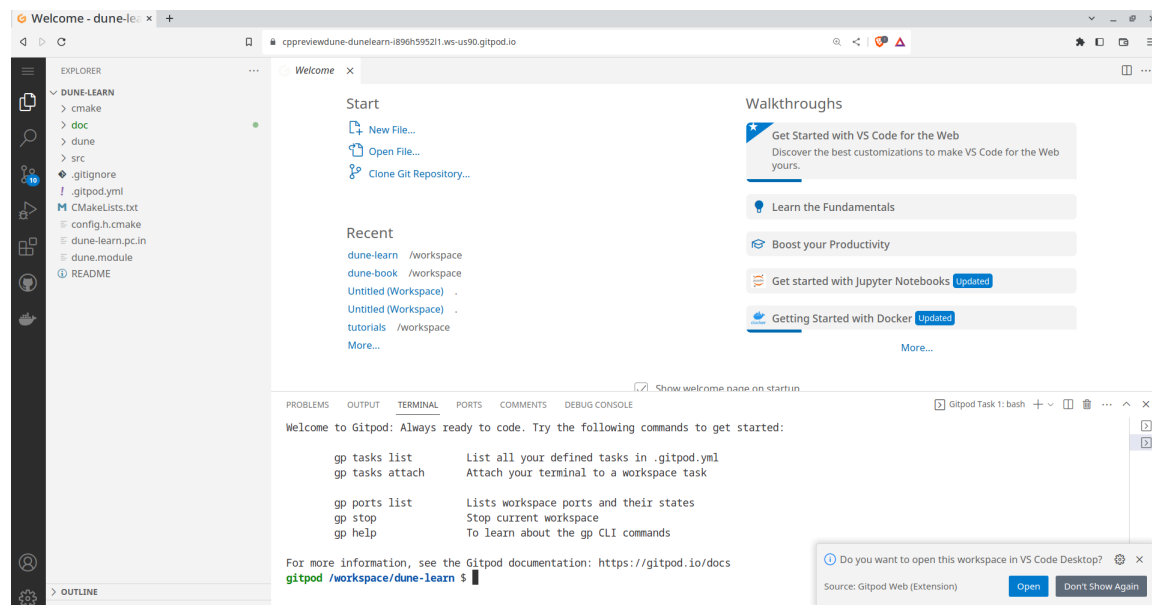 Welcome - dune-lea × +
cppreviewdune-dunelearn-i896h5952l1.ws-us90.gitpod.io
EXPLORER ...
DUNE-LEARN
cmake
doc
dune
src
.gitignore
! .gitpod.yml
M CMakeLists.txt
config.h.cmake
dune-learn.pc.in
dune.module
README
10
OUTLINE
Welcome ×
Start
New File...
Open File...
Clone Git Repository...
Recent
dune-learn /workspace
dune-book /workspace
Untitled (Workspace) .
Untitled (Workspace) .
tutorials /workspace
More...
Walkthroughs
Get Started with VS Code for the Web
Discover the best customizations to make VS Code for the Web
yours.
Learn the Fundamentals
Boost your Productivity
Get started with Jupyter Notebooks Updated
Getting Started with Docker Updated
More...
Show welcome page on startup
PROBLEMS OUTPUT TERMINAL PORTS COMMENTS DEBUG CONSOLE
Gitpod Task 1: bash
Welcome to Gitpod: Always ready to code. Try the following commands to get started:
gp tasks list List all your defined tasks in .gitpod.yml
gp tasks attach Attach your terminal to a workspace task
gp ports list Lists workspace ports and their states
gp stop Stop current workspace
gp help To learn about the gp CLI commands
For more information, see the Gitpod documentation: https://gitpod.io/docs
gitpod /workspace/dune-learn $
Do you want to open this workspace in VS Code Desktop?
Source: Gitpod Web (Extension)
Open
Don't Show Again